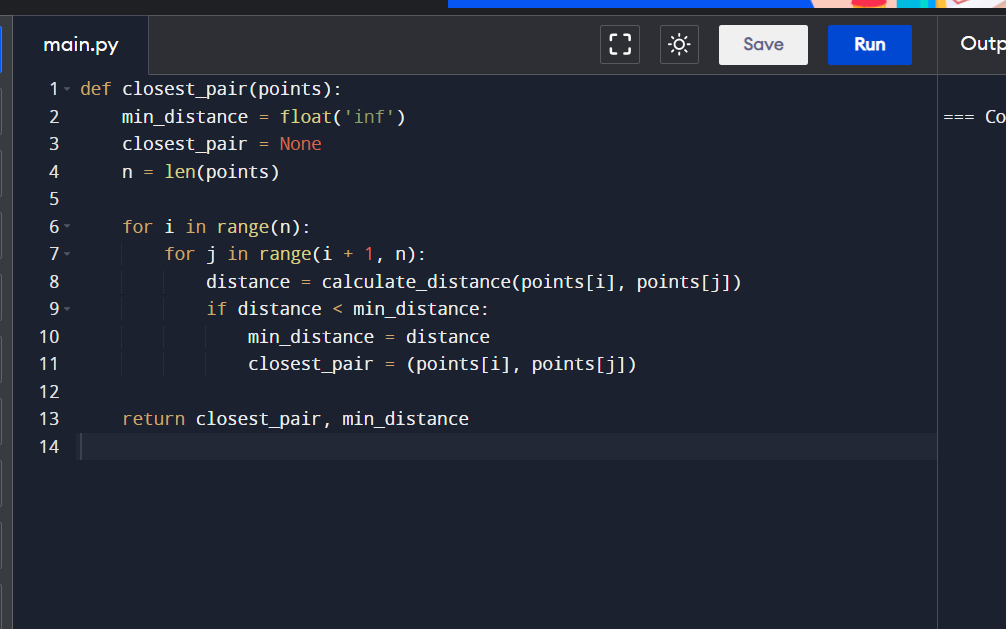 main.py
Save
Run
1 def closest_pair(points):
2     min_distance = float('inf')
3     closest_pair = None
4     n = len(points)
5
6     for i in range(n):
7         for j in range(i + 1, n):
8             distance = calculate_distance(points[i], points[j])
9             if distance < min_distance:
10                 min_distance = distance
11                 closest_pair = (points[i], points[j])
12
13     return closest_pair, min_distance
14
Outp
=== Co